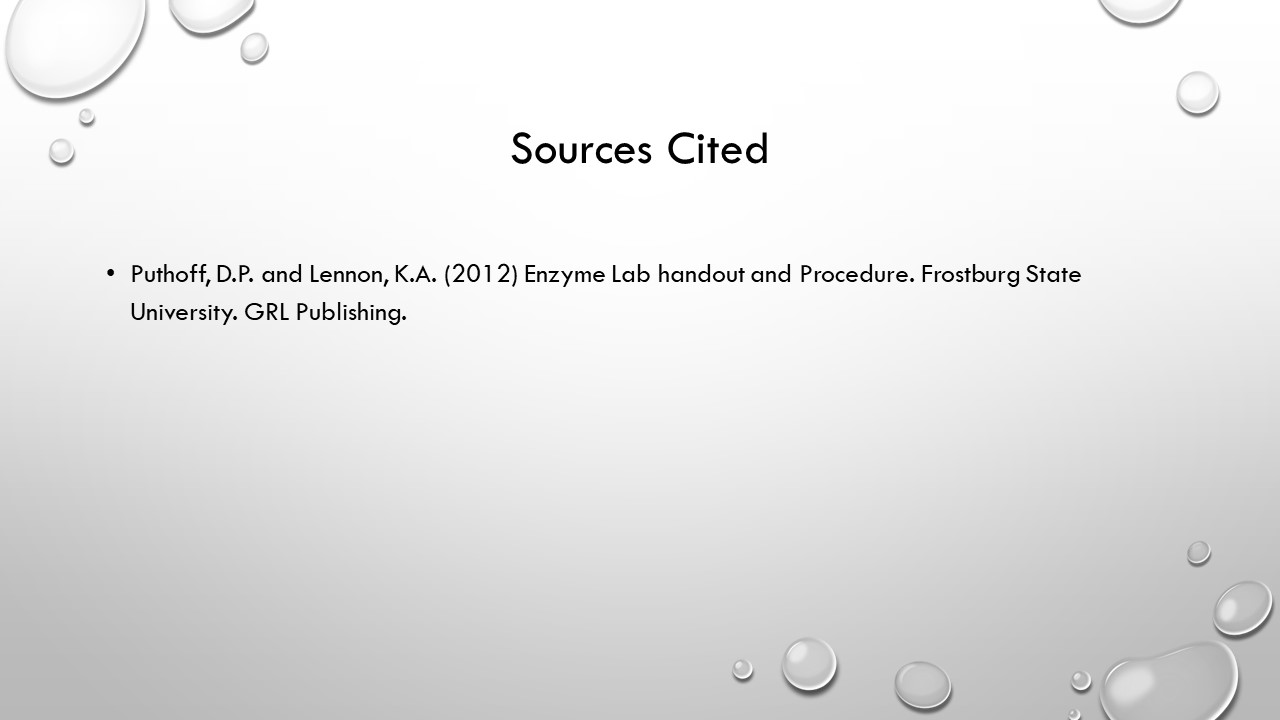 Sources Cited
• Puthoff, D.P. and Lennon, K.A. (2012) Enzyme Lab handout and Procedure. Frostburg State
University. GRL Publishing.